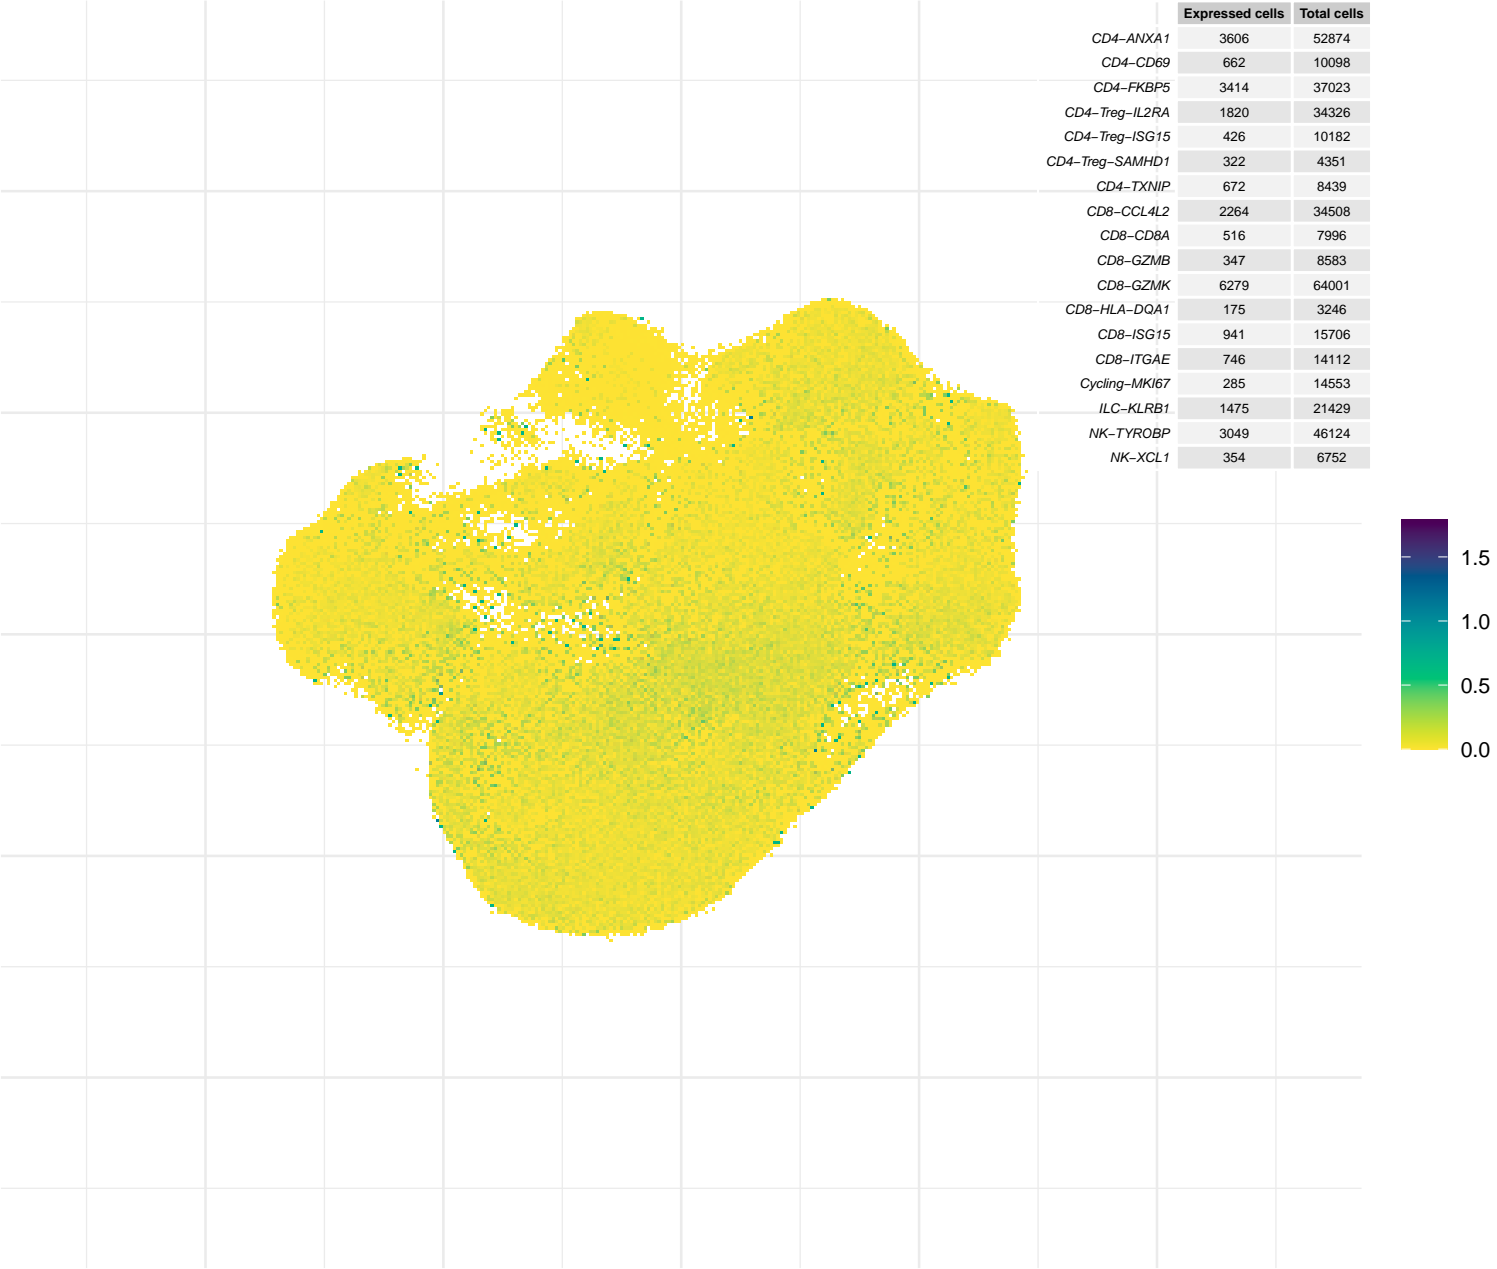 Expressed cells Total cells
CD4−ANXA1 3606 52874
CD4−CD69 662 10098
CD4−FKBP5 3414 37023
CD4−Treg−IL2RA 1820 34326
CD4−Treg−ISG15 426 10182
CD4−Treg−SAMHD1 322 4351
CD4−TXNIP 672 8439
CD8−CCL4L2 2264 34508
CD8−CD8A 516 7996
CD8−GZMB 347 8583
CD8−GZMK 6279 64001
CD8−HLA−DQA1 175 3246
CD8−ISG15 941 15706
CD8−ITGAE 746 14112
Cycling−MKI67 285 14553
ILC−KLRB1 1475 21429
NK−TYROBP 3049 46124
NK−XCL1 354 6752
1.5
1.0
0.5
0.0